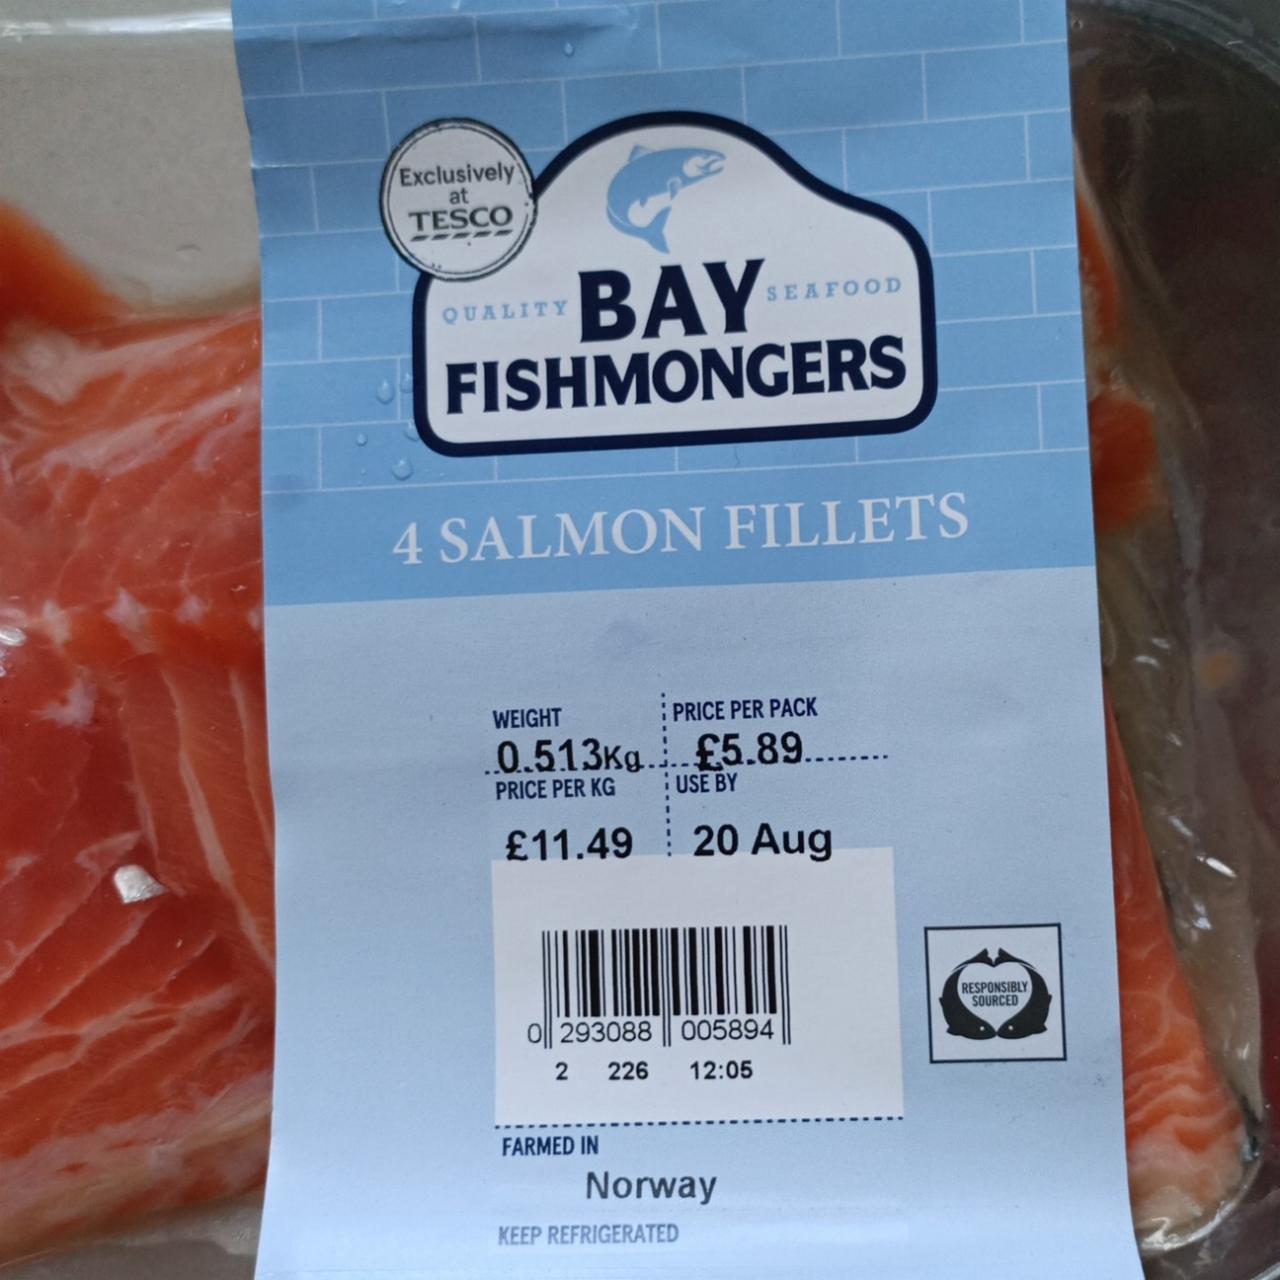 Exclusively
at
TESCO
QUALITY BAY SEAFOOD
FISHMONGERS
4 SALMON FILLETS
WEIGHT PRICE PER PACK
0.513Kg £5.89
PRICE PER KG USE BY
£11.49 20 Aug
0 293088 005894
2 226 12:05
RESPONSIBLY
SOURCED
FARMED IN
Norway
KEEP REFRIGERATED